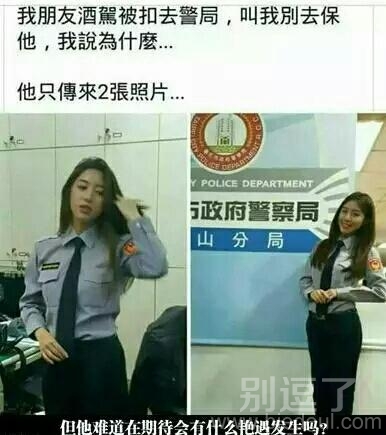 我朋友酒駕被扣去警局，叫我別去保
他，我說為什麼...
他只傳來2張照片...
POLICE DEPARTMENT
市政府警察局
山分局
别逗了
但他难道在期待会有什么艳遇发生吗?